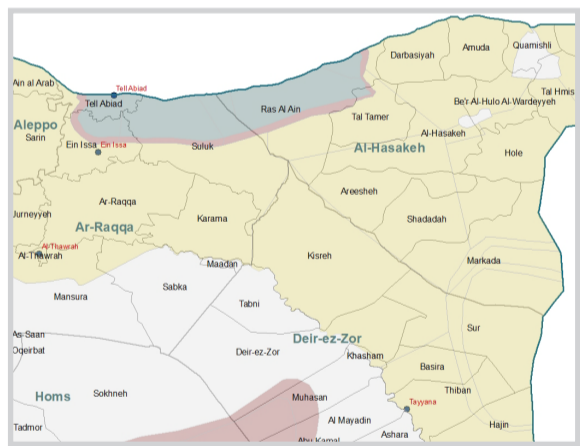 Darbasiyah
Amuda
Quamishli
Ain al Arab
Tell Abiad
Tell Abiad
Ras Al Ain
Tal Hmis
Be'r Al-Hulo Al-Wardeyyeh
Tal Tamer
Aleppo
Sarin
Ein Issa
Ein Issa
Suluk
Al-Hasakeh
Al-Hasakeh
Hole
Areesheh
Ar-Raqqa
Jurneyyeh
Karama
Shadadah
Ar-Raqqa
Al-Thawrah
Al-Thawrah
Kisreh
Markada
Maadan
Mansura
Sabka
Tabni
Sur
As-Saan
Deir-ez-Zor
Oqeirbat
Deir-ez-Zor
Khasham
Basira
Homs
Sokhneh
Muhasan
Thiban
Tayyana
Tadmor
Al Mayadin
Hajin
Ashara
Abu Kamal